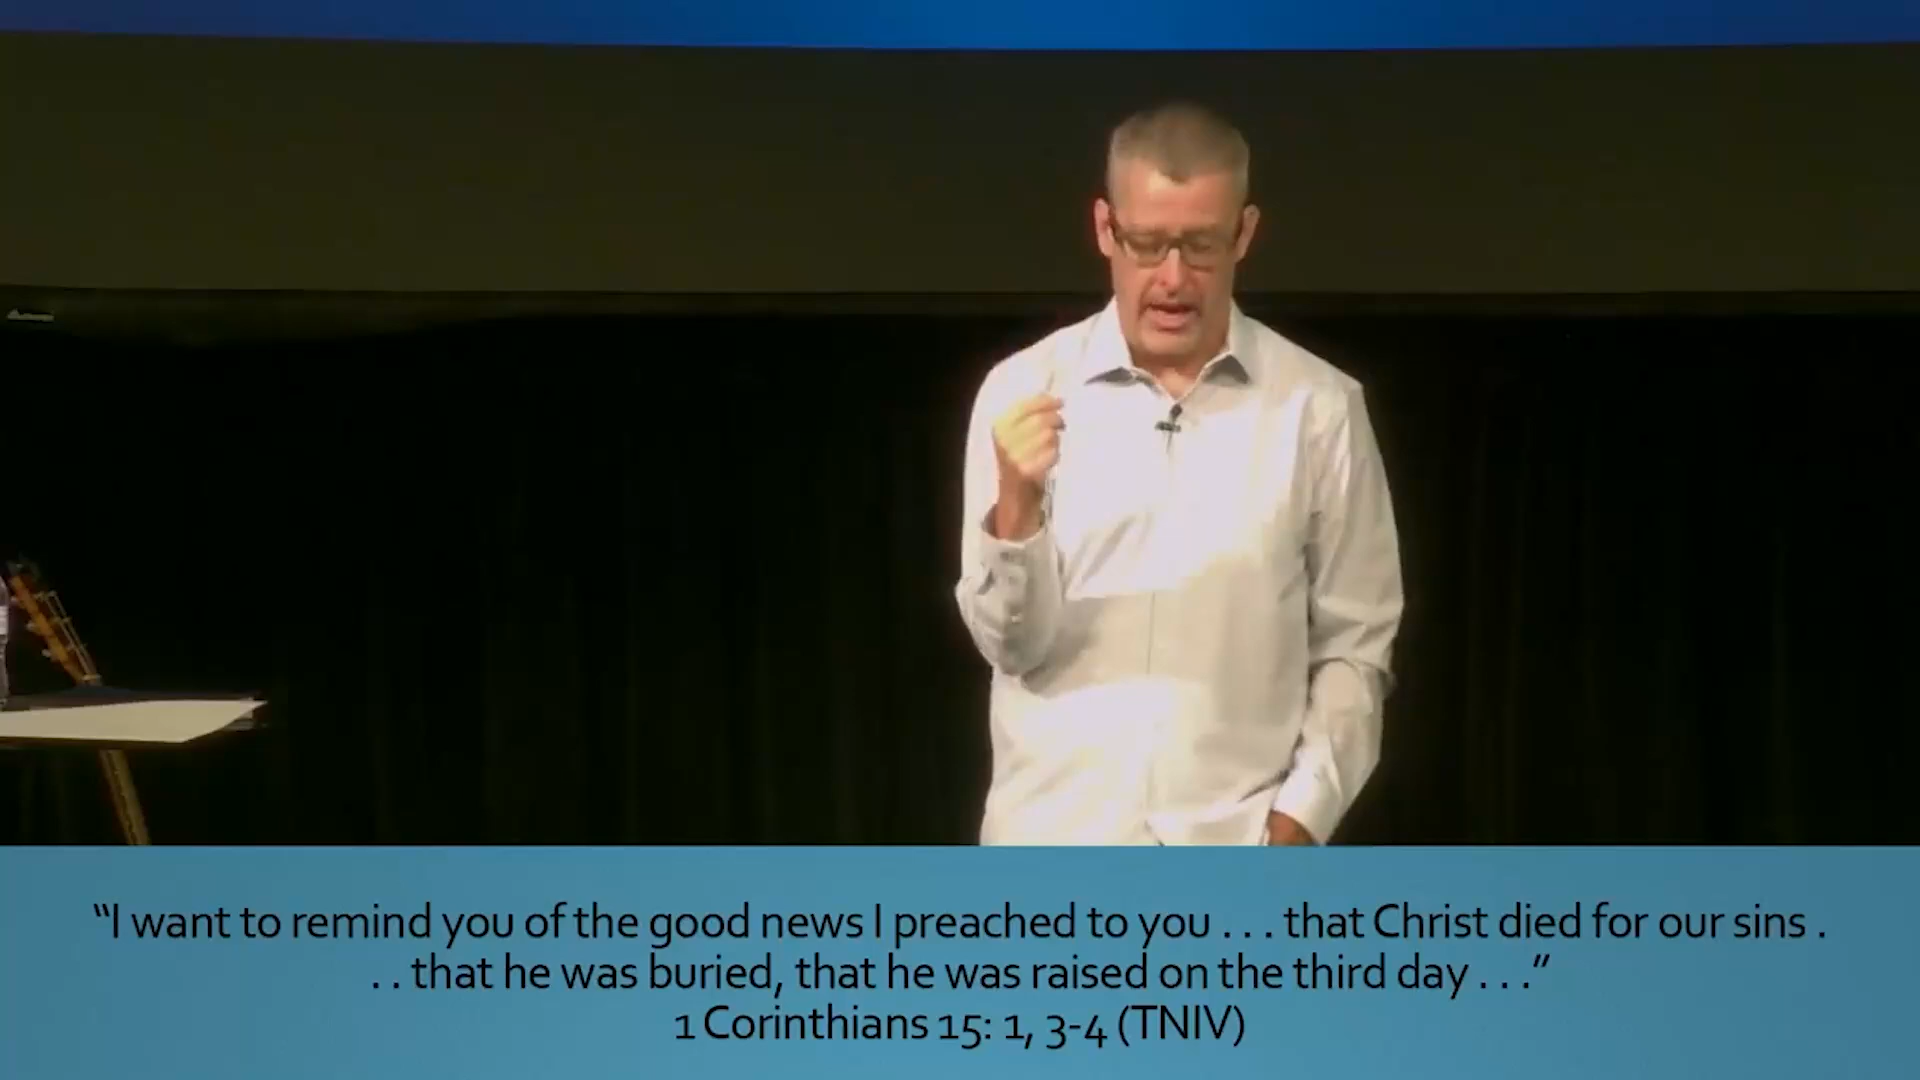 “I want to remind you of the good news I preached to you . . . that Christ died for our sins .
. . that he was buried, that he was raised on the third day . . .”
1 Corinthians 15: 1, 3-4 (TNIV)